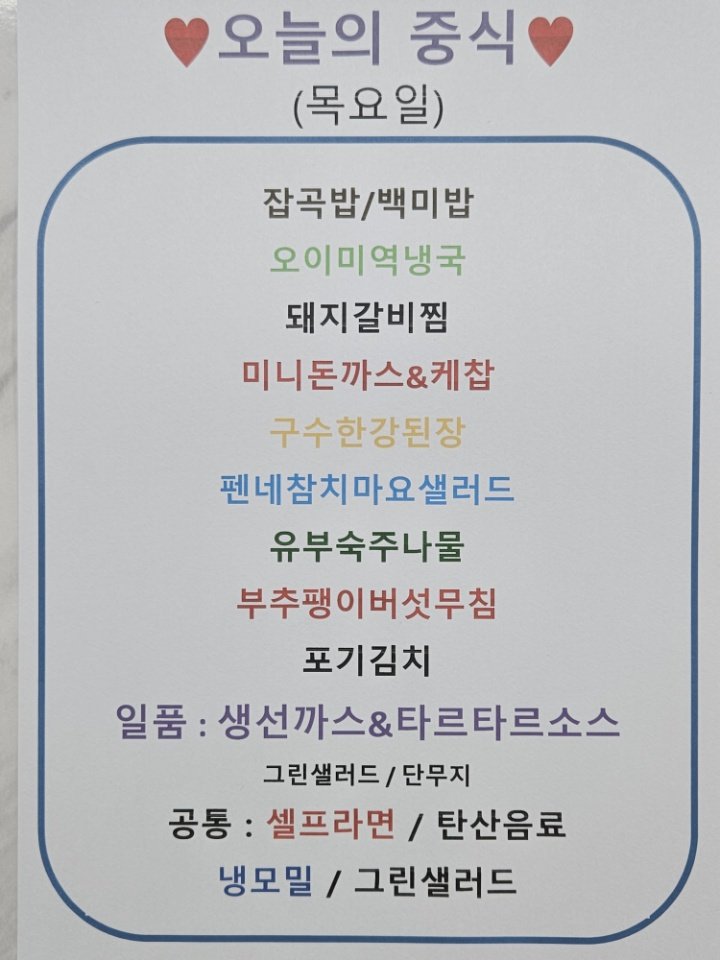 ♥오늘의 중식♥
(목요일)
잡곡밥/백미밥
오이미역냉국
돼지갈비찜
미니돈까스&케찹
구수한강된장
펜네참치마요샐러드
유부숙주나물
부추팽이버섯무침
포기김치
일품 : 생선까스&타르타르소스
그린샐러드 / 단무지
공통 : 셀프라면 / 탄산음료
냉모밀 / 그린샐러드